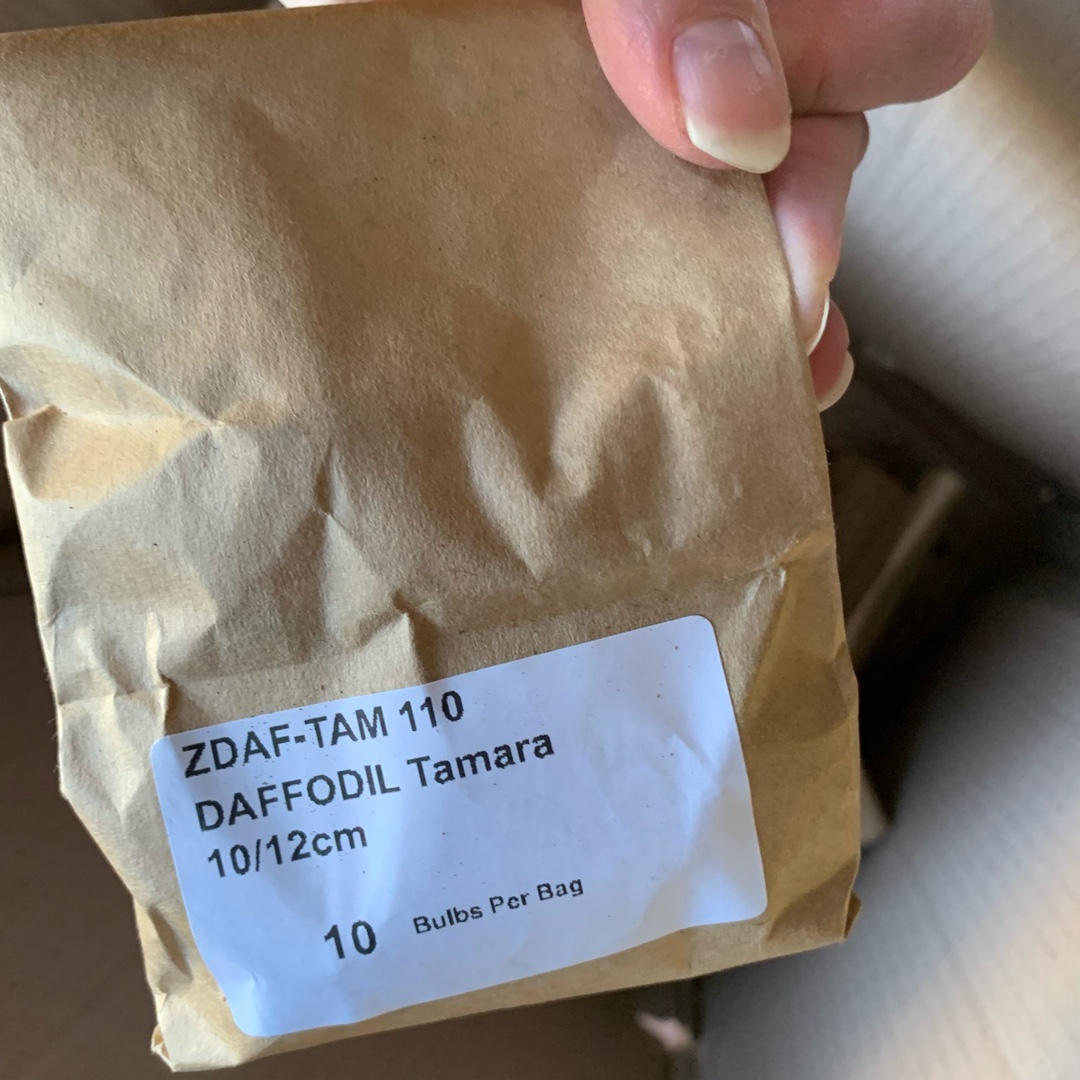 ZDAF-TAM 110
DAFFODIL Tamara
10/12cm
10 Bulbs Per Bag